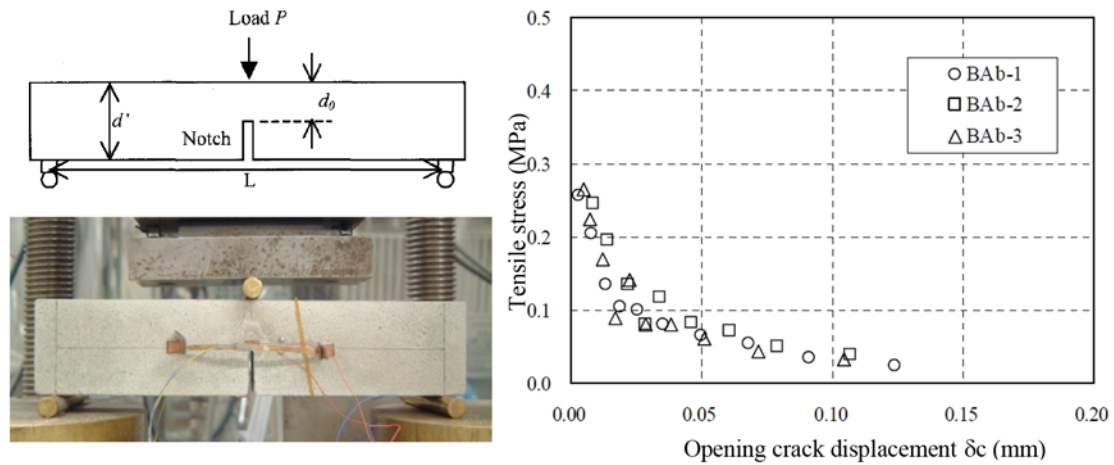 Load P
d'
d₀
Notch
L
0.5
0.4
0.3
0.2
0.1
0.0
0.00
0.05
0.10
0.15
0.20
Tensile stress (MPa)
Opening crack displacement δc (mm)
BAb-1
BAb-2
BAb-3